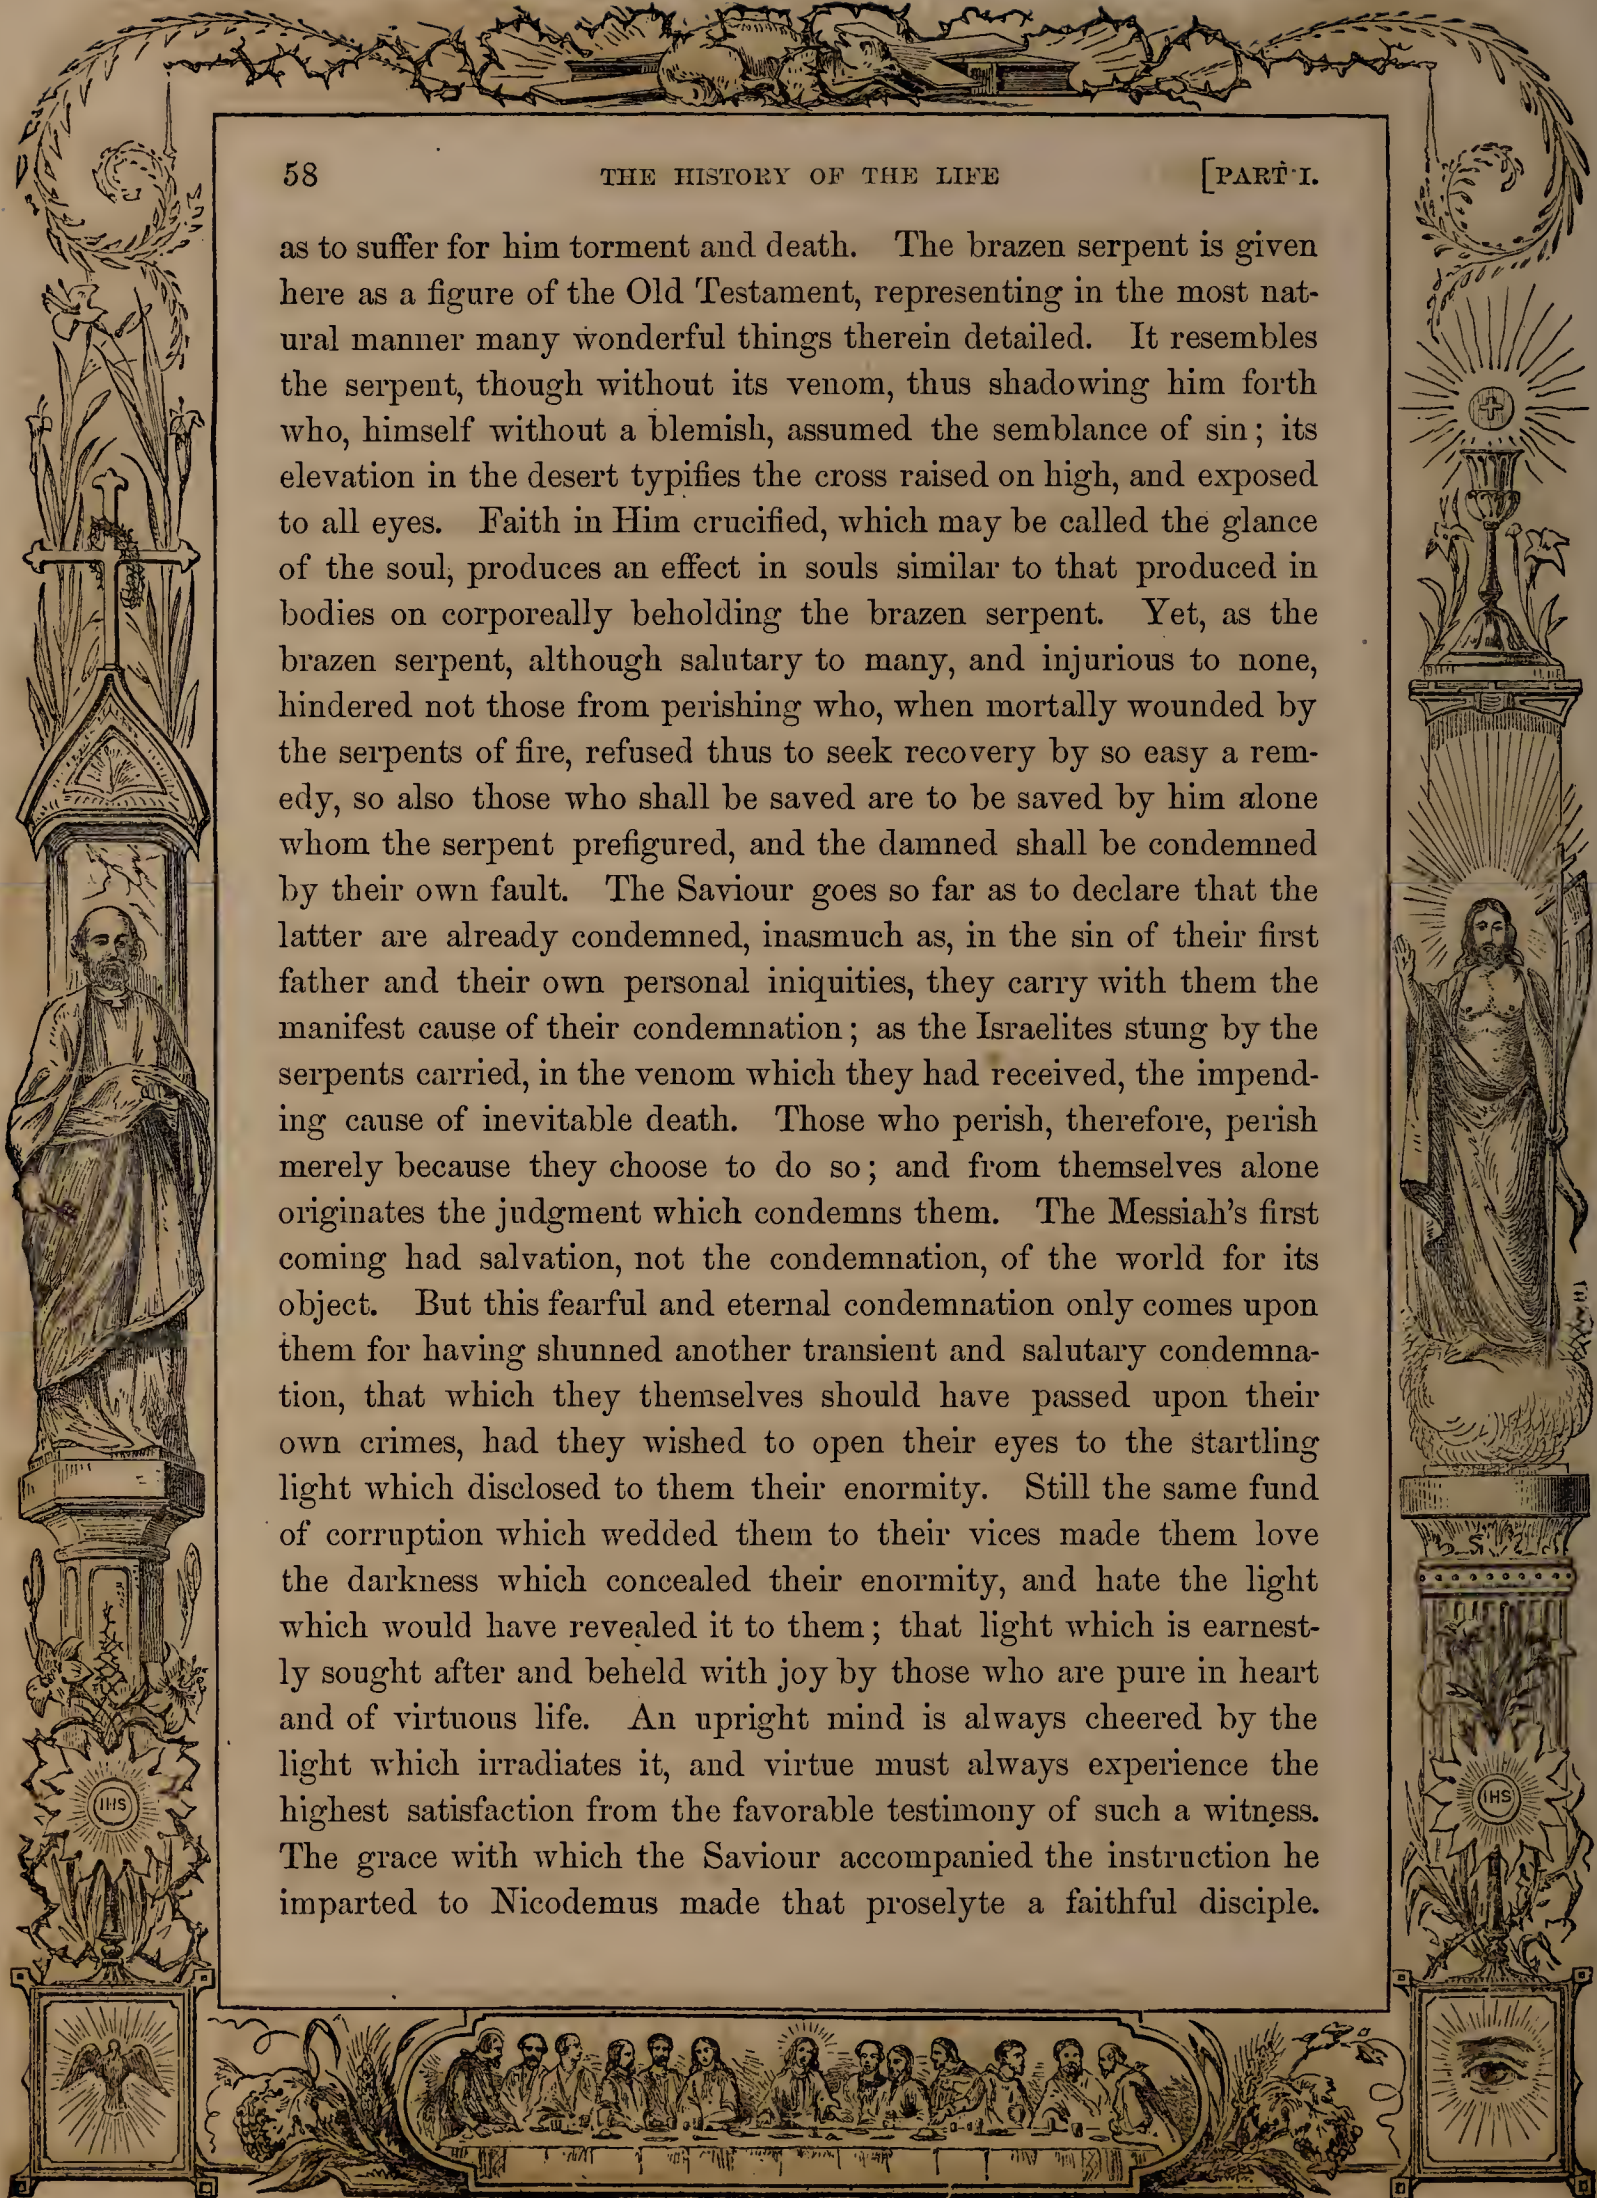 58 THE HISTORY OF THE LIFE [PART I.
as to suffer for him torment and death. The brazen serpent is given
here as a figure of the Old Testament, representing in the most nat-
ural manner many wonderful things therein detailed. It resembles
the serpent, though without its venom, thus shadowing him forth
who, himself without a blemish, assumed the semblance of sin; its
elevation in the desert typifies the cross raised on high, and exposed
to all eyes. Faith in Him crucified, which may be called the glance
of the soul, produces an effect in souls similar to that produced in
bodies on corporeally beholding the brazen serpent. Yet, as the
brazen serpent, although salutary to many, and injurious to none,
hindered not those from perishing who, when mortally wounded by
the serpents of fire, refused thus to seek recovery by so easy a rem-
edy, so also those who shall be saved are to be saved by him alone
whom the serpent prefigured, and the damned shall be condemned
by their own fault. The Saviour goes so far as to declare that the
latter are already condemned, inasmuch as, in the sin of their first
father and their own personal iniquities, they carry with them the
manifest cause of their condemnation; as the Israelites stung by the
serpents carried, in the venom which they had received, the impend-
ing cause of inevitable death. Those who perish, therefore, perish
merely because they choose to do so; and from themselves alone
originates the judgment which condemns them. The Messiah's first
coming had salvation, not the condemnation, of the world for its
object. But this fearful and eternal condemnation only comes upon
them for having shunned another transient and salutary condemna-
tion, that which they themselves should have passed upon their
own crimes, had they wished to open their eyes to the startling
light which disclosed to them their enormity. Still the same fund
of corruption which wedded them to their vices made them love
the darkness which concealed their enormity, and hate the light
which would have revealed it to them; that light which is earnest-
ly sought after and beheld with joy by those who are pure in heart
and of virtuous life. An upright mind is always cheered by the
light which irradiates it, and virtue must always experience the
highest satisfaction from the favorable testimony of such a witness.
The grace with which the Saviour accompanied the instruction he
imparted to Nicodemus made that proselyte a faithful disciple.
IHS
IHS